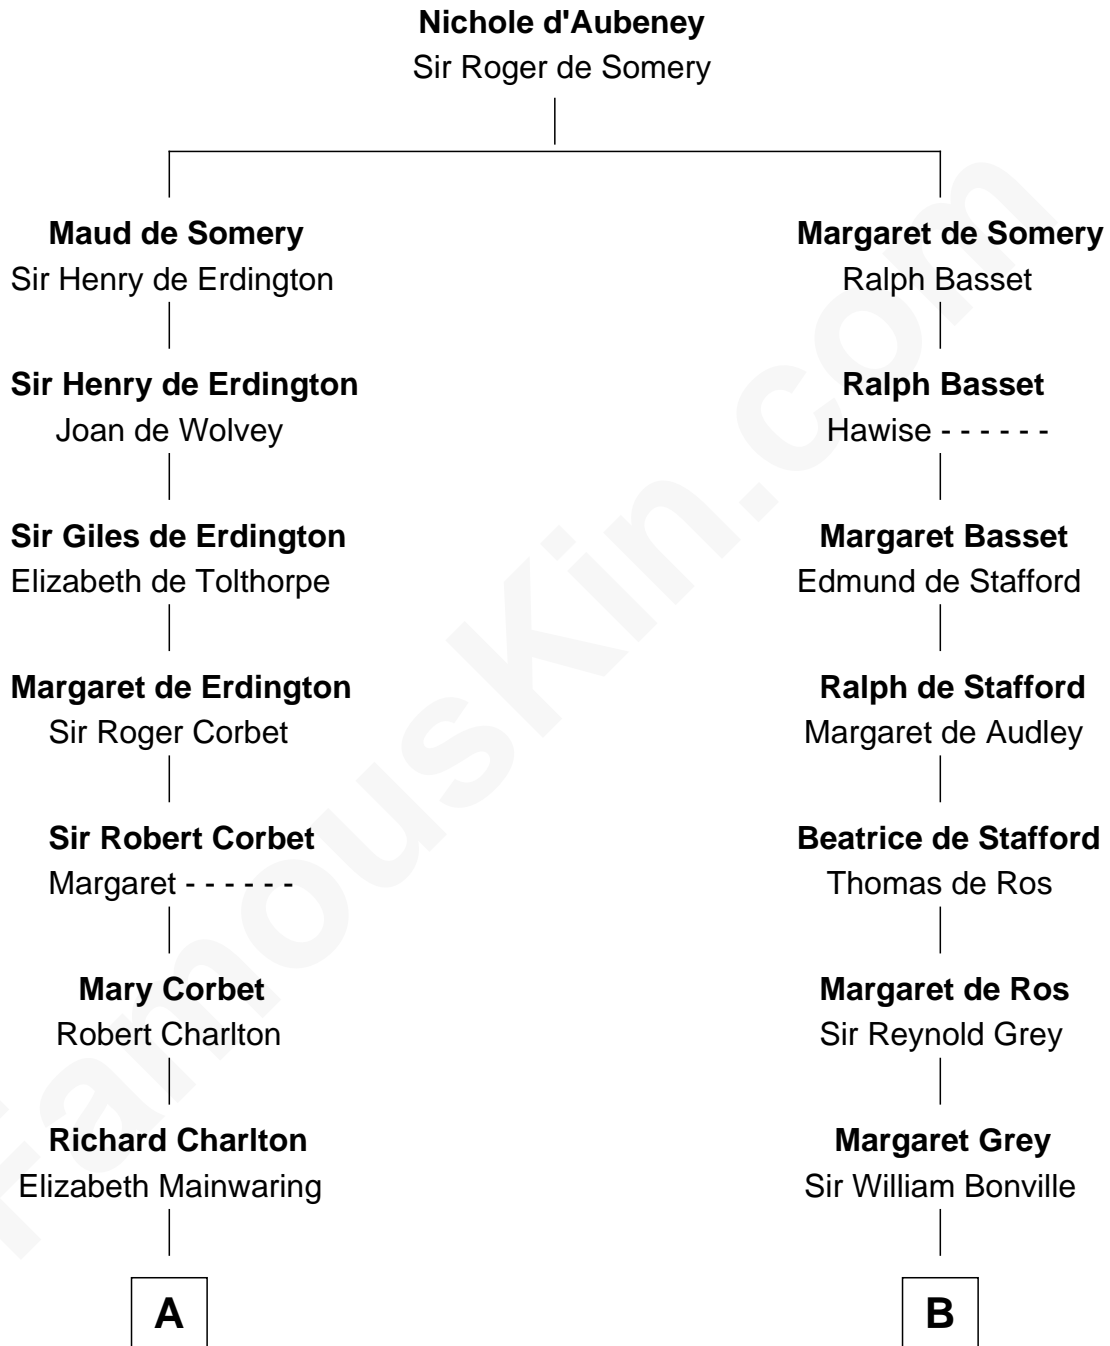 Nichole d'Aubeney
Sir Roger de Somery
Maud de Somery
Sir Henry de Erdington
Sir Henry de Erdington
Joan de Wolvey
Sir Giles de Erdington
Elizabeth de Tolthorpe
Margaret de Erdington
Sir Roger Corbet
Sir Robert Corbet
Margaret - - - - - -
Mary Corbet
Robert Charlton
Richard Charlton
Elizabeth Mainwaring
A
Margaret de Somery
Ralph Basset
Ralph Basset
Hawise - - - - - -
Margaret Basset
Edmund de Stafford
Ralph de Stafford
Margaret de Audley
Beatrice de Stafford
Thomas de Ros
Margaret de Ros
Sir Reynold Grey
Margaret Grey
Sir William Bonville
B
FamousKin.com